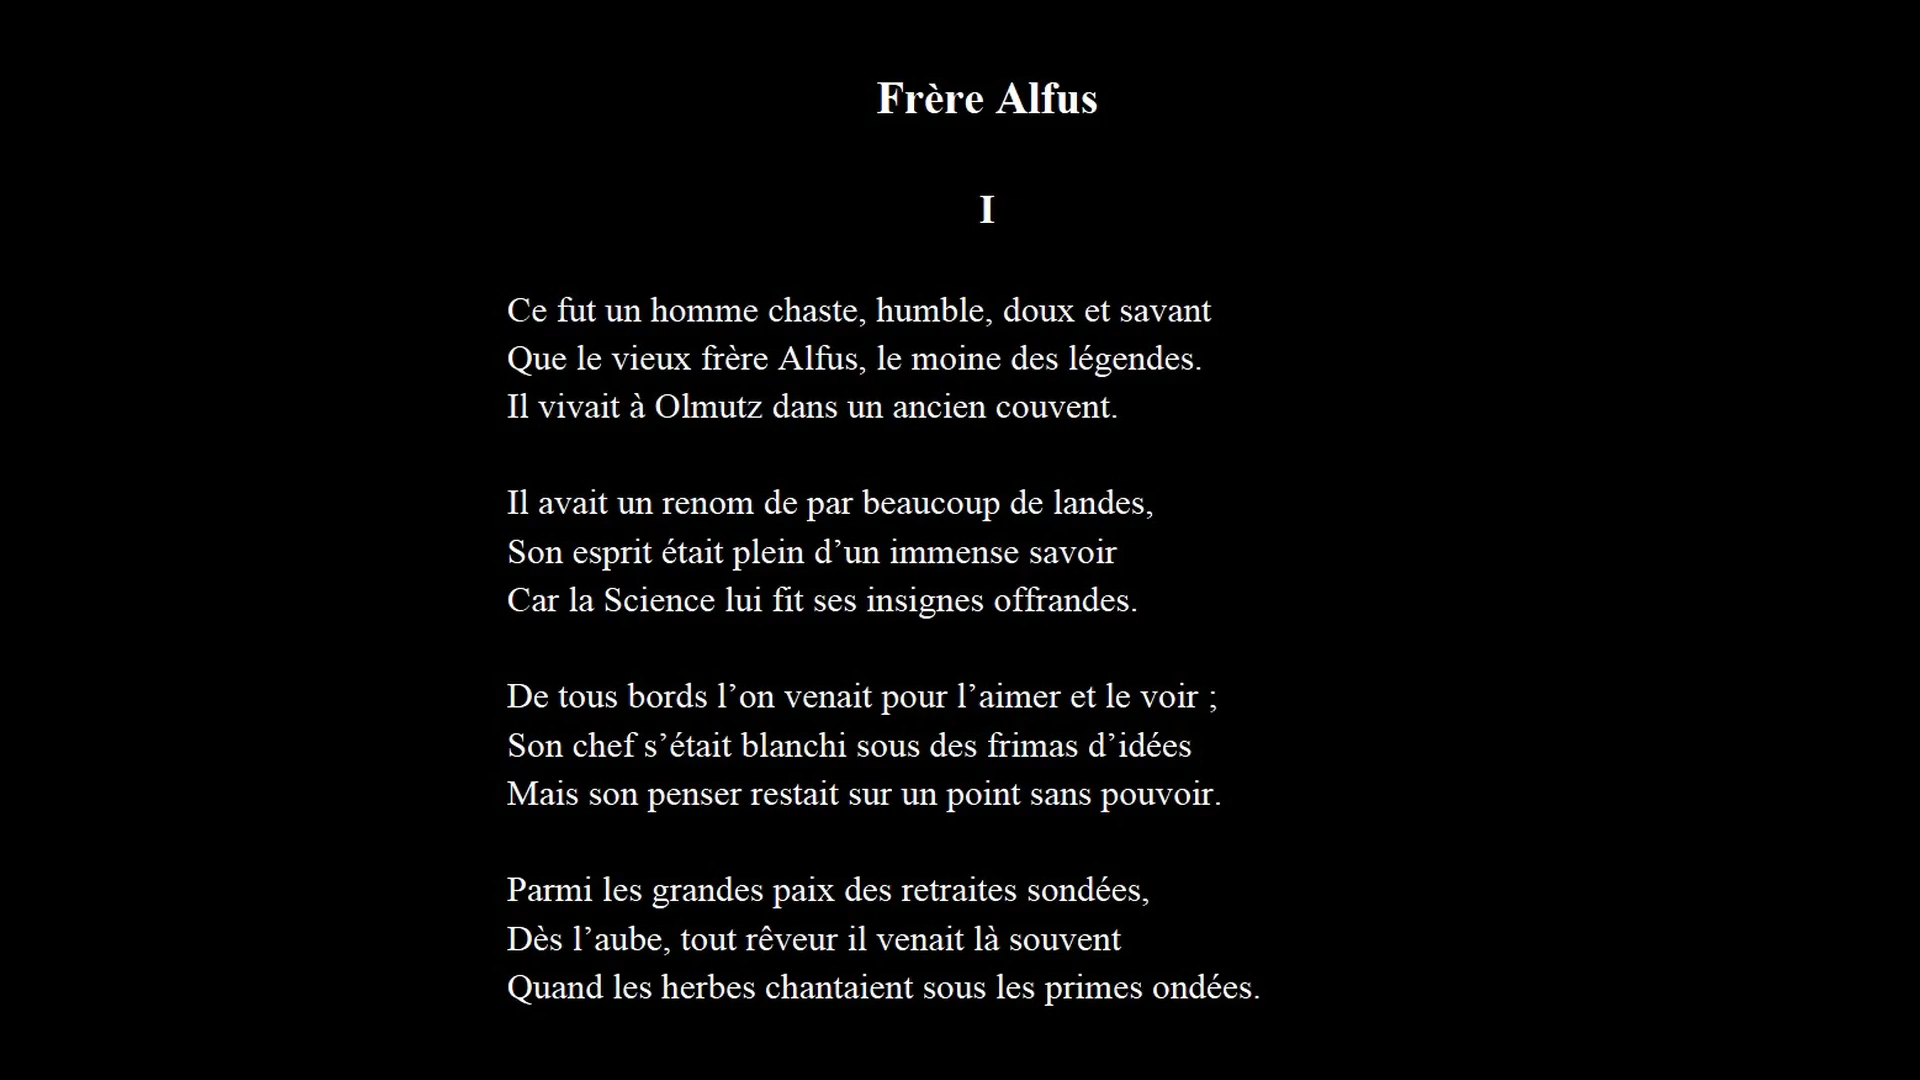 Frère Alfus
I
Ce fut un homme chaste, humble, doux et savant
Que le vieux frère Alfus, le moine des légendes.
Il vivait à Olmutz dans un ancien couvent.
Il avait un renom de par beaucoup de landes,
Son esprit était plein d’un immense savoir
Car la Science lui fit ses insignes offrandes.
De tous bords l’on venait pour l’aimer et le voir ;
Son chef s’était blanchi sous des frimas d’idées
Mais son penser restait sur un point sans pouvoir.
Parmi les grandes paix des retraites sondées,
Dès l’aube, tout rêveur il venait là souvent
Quand les herbes chantaient sous les primes ondées.